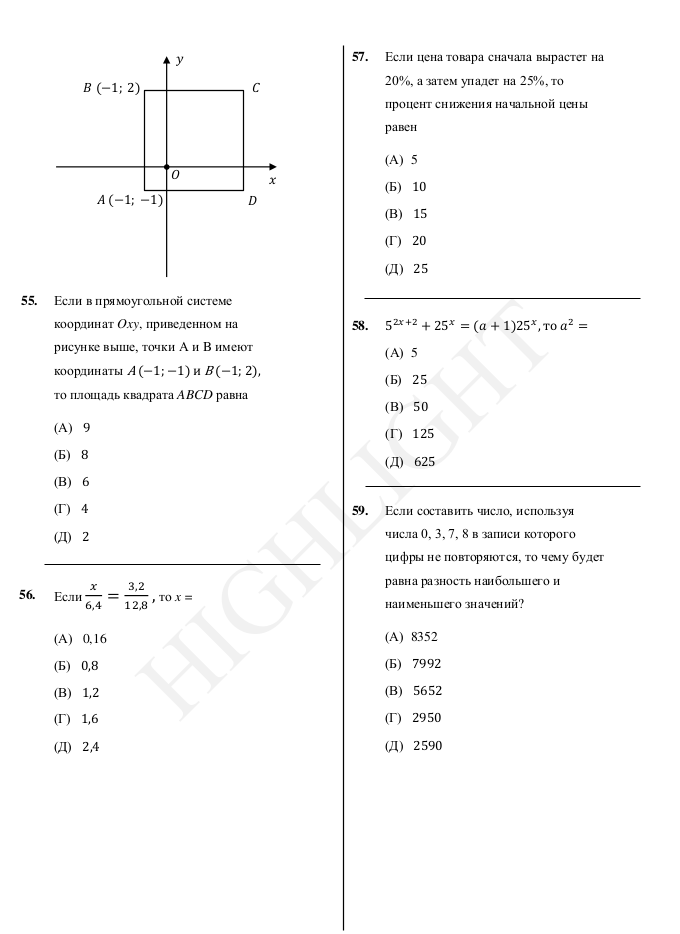 y
B (−1; 2)
C
O
x
A (−1; −1)
D
55. Если в прямоугольной системе
координат Oxy, приведенном на
рисунке выше, точки А и В имеют
координаты A (−1; −1) и B (−1; 2),
то площадь квадрата ABCD равна
(А) 9
(Б) 8
(В) 6
(Г) 4
(Д) 2
56. Если x/6,4 = 3,2/12,8 , то x =
(А) 0,16
(Б) 0,8
(В) 1,2
(Г) 1,6
(Д) 2,4
57. Если цена товара сначала вырастет на
20%, а затем упадет на 25%, то
процент снижения начальной цены
равен
(А) 5
(Б) 10
(В) 15
(Г) 20
(Д) 25
58. 5^{2x+2} + 25^x = (a + 1)25^x, то a² =
(А) 5
(Б) 25
(В) 50
(Г) 125
(Д) 625
59. Если составить число, используя
числа 0, 3, 7, 8 в записи которого
цифры не повторяются, то чему будет
равна разность наибольшего и
наименьшего значений?
(А) 8352
(Б) 7992
(В) 5652
(Г) 2950
(Д) 2590
HIGHLIGHT